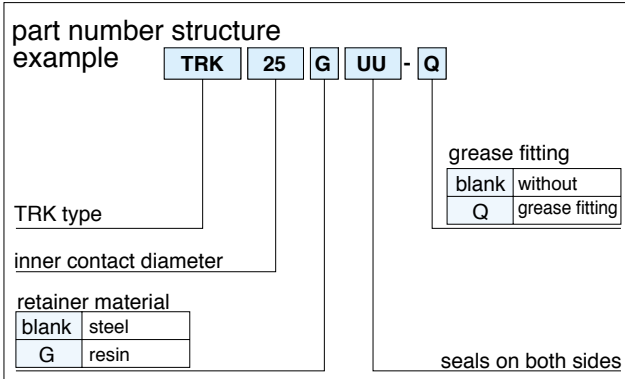 part number structure
example
TRK 25 G UU - Q
grease fitting
blank without
Q grease fitting
TRK type
inner contact diameter
retainer material
blank steel
G resin
seals on both sides